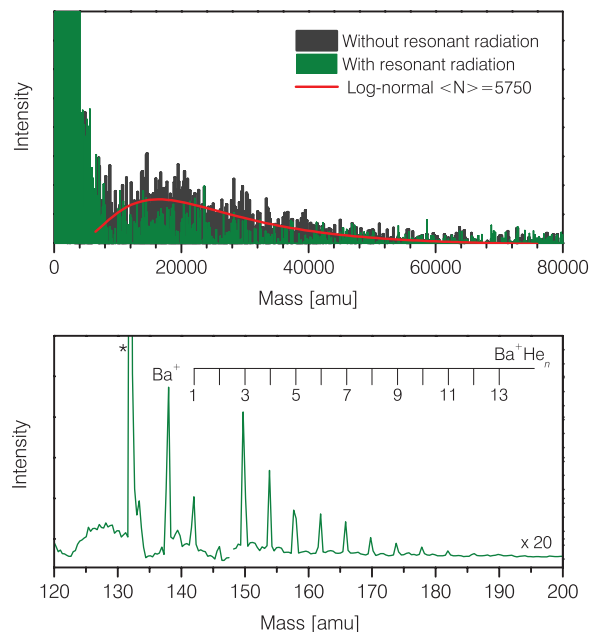 Intensity
Without resonant radiation
With resonant radiation
Log-normal <N>=5750
0 20000 40000 60000 80000
Mass [amu]
Intensity
*
Ba⁺
Ba⁺Heₙ
1 3 5 7 9 11 13
x 20
120 130 140 150 160 170 180 190 200
Mass [amu]